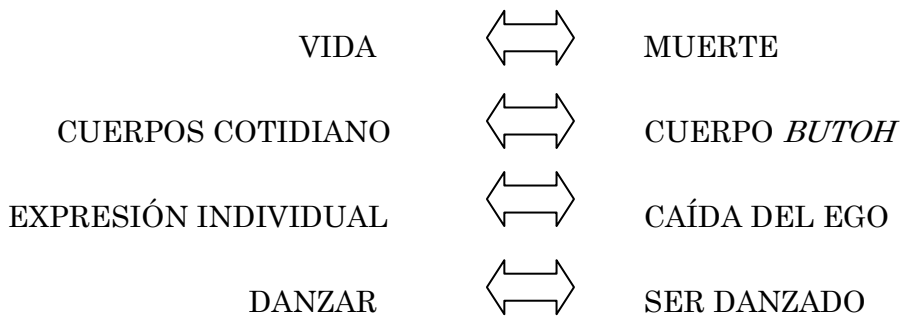 VIDA MUERTE
CUERPOS COTIDIANO CUERPO BUTOH
EXPRESIÓN INDIVIDUAL CAÍDA DEL EGO
DANZAR SER DANZADO